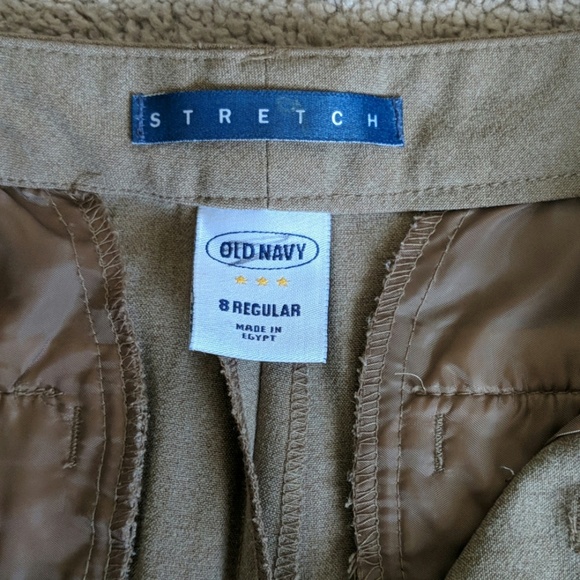 STRETCH
OLD NAVY
8 REGULAR
MADE IN
EGYPT